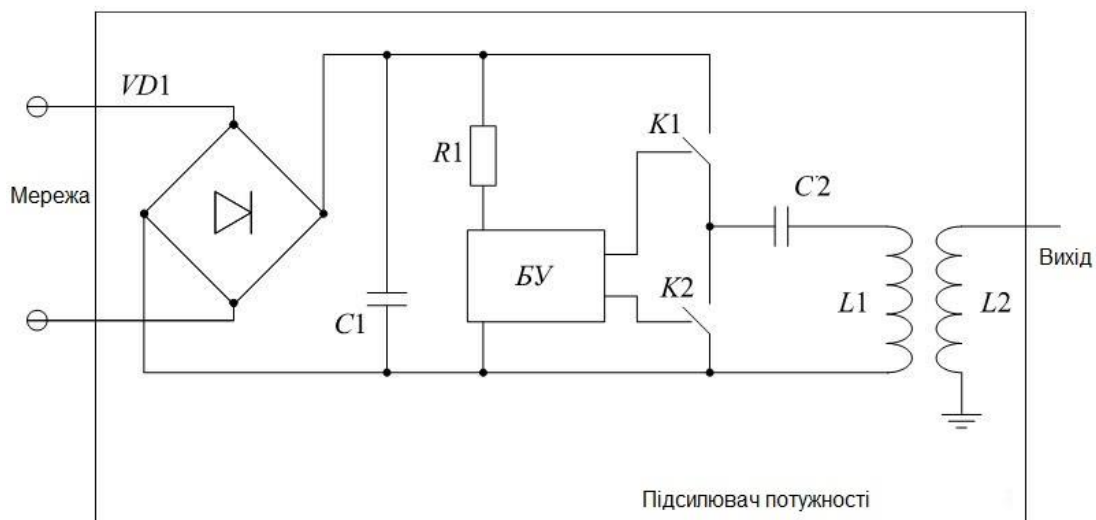 VD1
Мережа
R1
C1
БУ
K1
K2
C2
L1
L2
Вихід
Підсилювач потужності